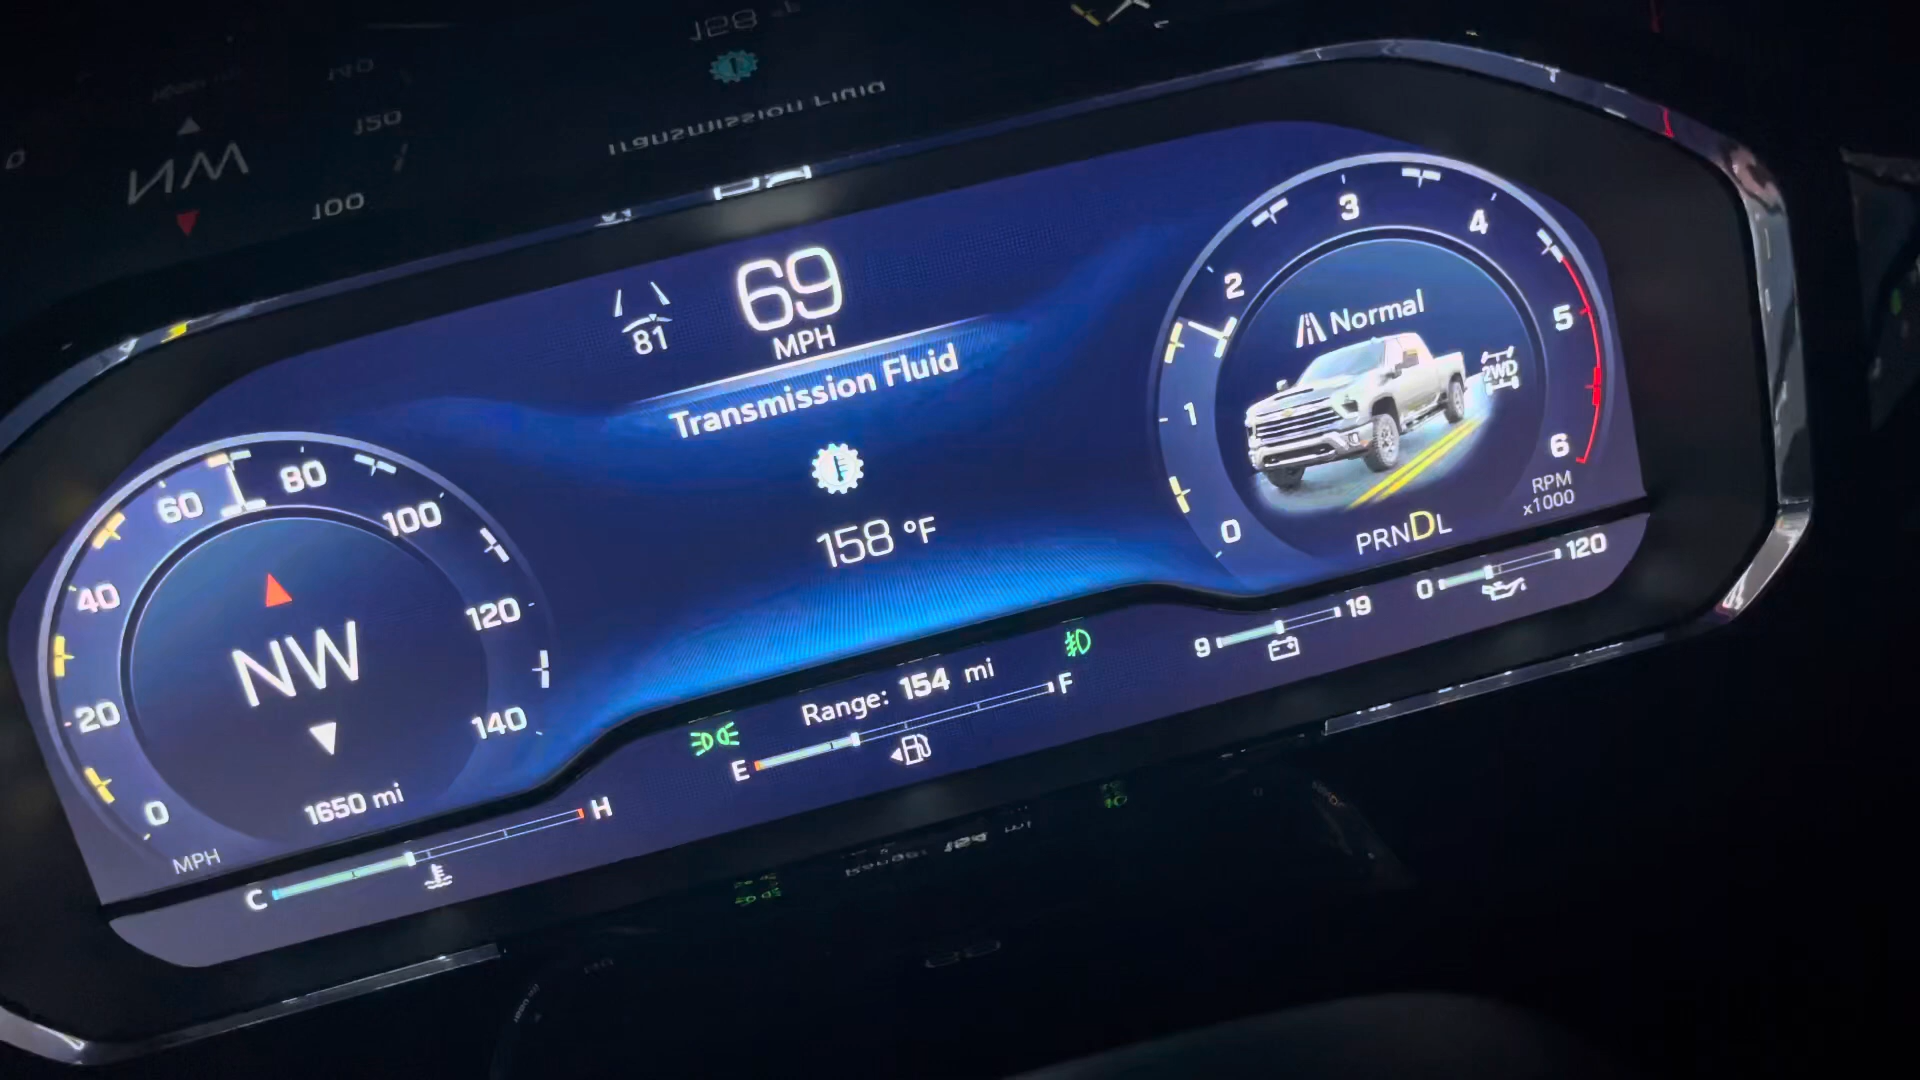 69
MPH
81
Transmission Fluid
158 °F
0
20
40
60
80
100
120
140
MPH
NW
1650 mi
C
H
Range: 154 mi
E
F
0
1
2
3
4
5
6
RPM
x1000
Normal
2WD
PRNDL
9
19
0
120